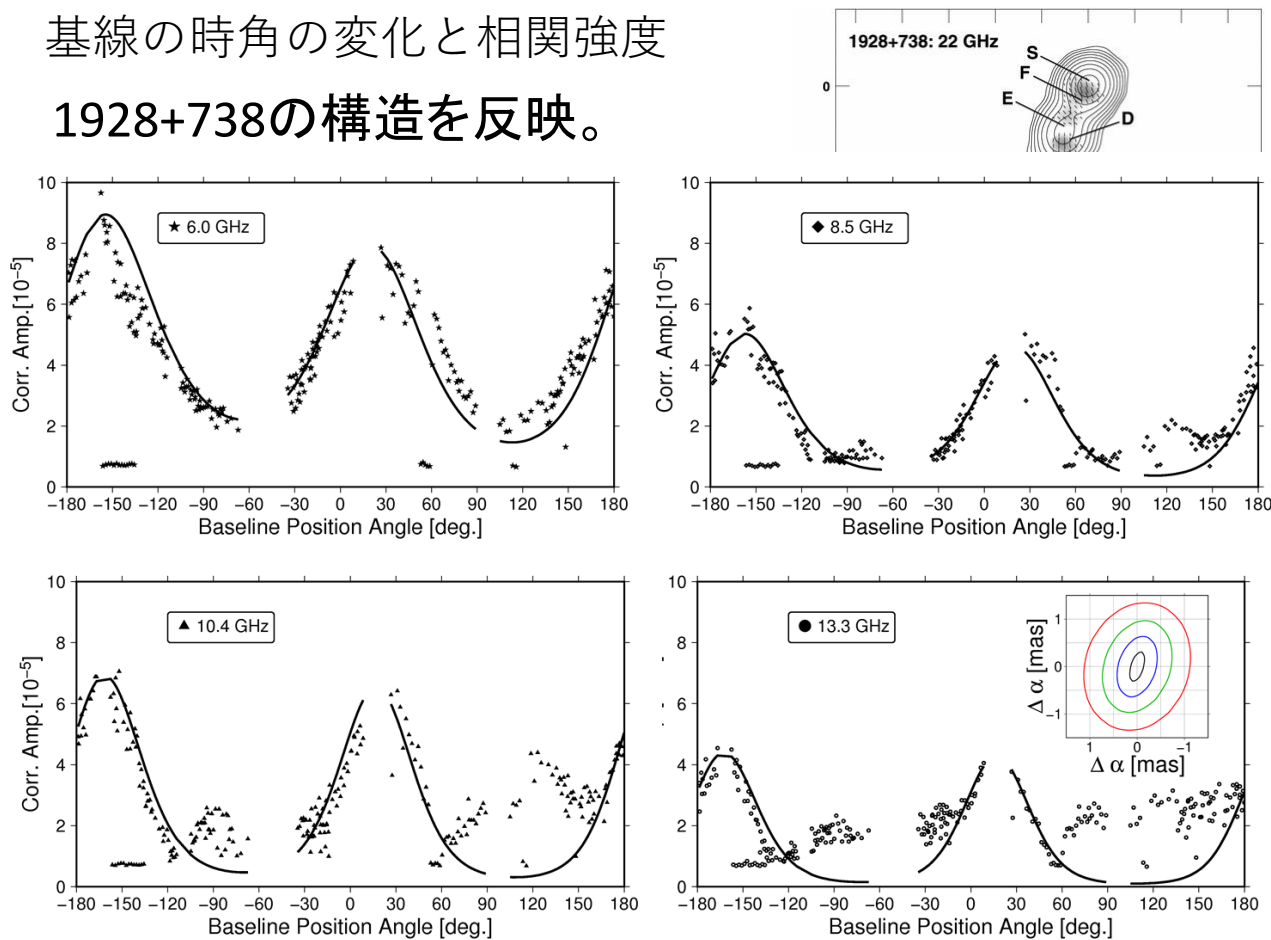 基線の時角の変化と相関強度
1928+738の構造を反映。
1928+738: 22 GHz
S
F
E
D
0
10
8
6
4
2
0
Corr. Amp.[10⁻⁵]
★ 6.0 GHz
−180 −150 −120 −90 −60 −30 0 30 60 90 120 150 180
Baseline Position Angle [deg.]
10
8
6
4
2
0
Corr. Amp.[10⁻⁵]
◆ 8.5 GHz
−180 −150 −120 −90 −60 −30 0 30 60 90 120 150 180
Baseline Position Angle [deg.]
10
8
6
4
2
0
Corr. Amp.[10⁻⁵]
▲ 10.4 GHz
−180 −150 −120 −90 −60 −30 0 30 60 90 120 150 180
Baseline Position Angle [deg.]
10
8
6
4
2
0
● 13.3 GHz
1
0
−1
Δ α [mas]
1 0 −1
Δ α [mas]
−180 −150 −120 −90 −60 −30 0 30 60 90 120 150 180
Baseline Position Angle [deg.]